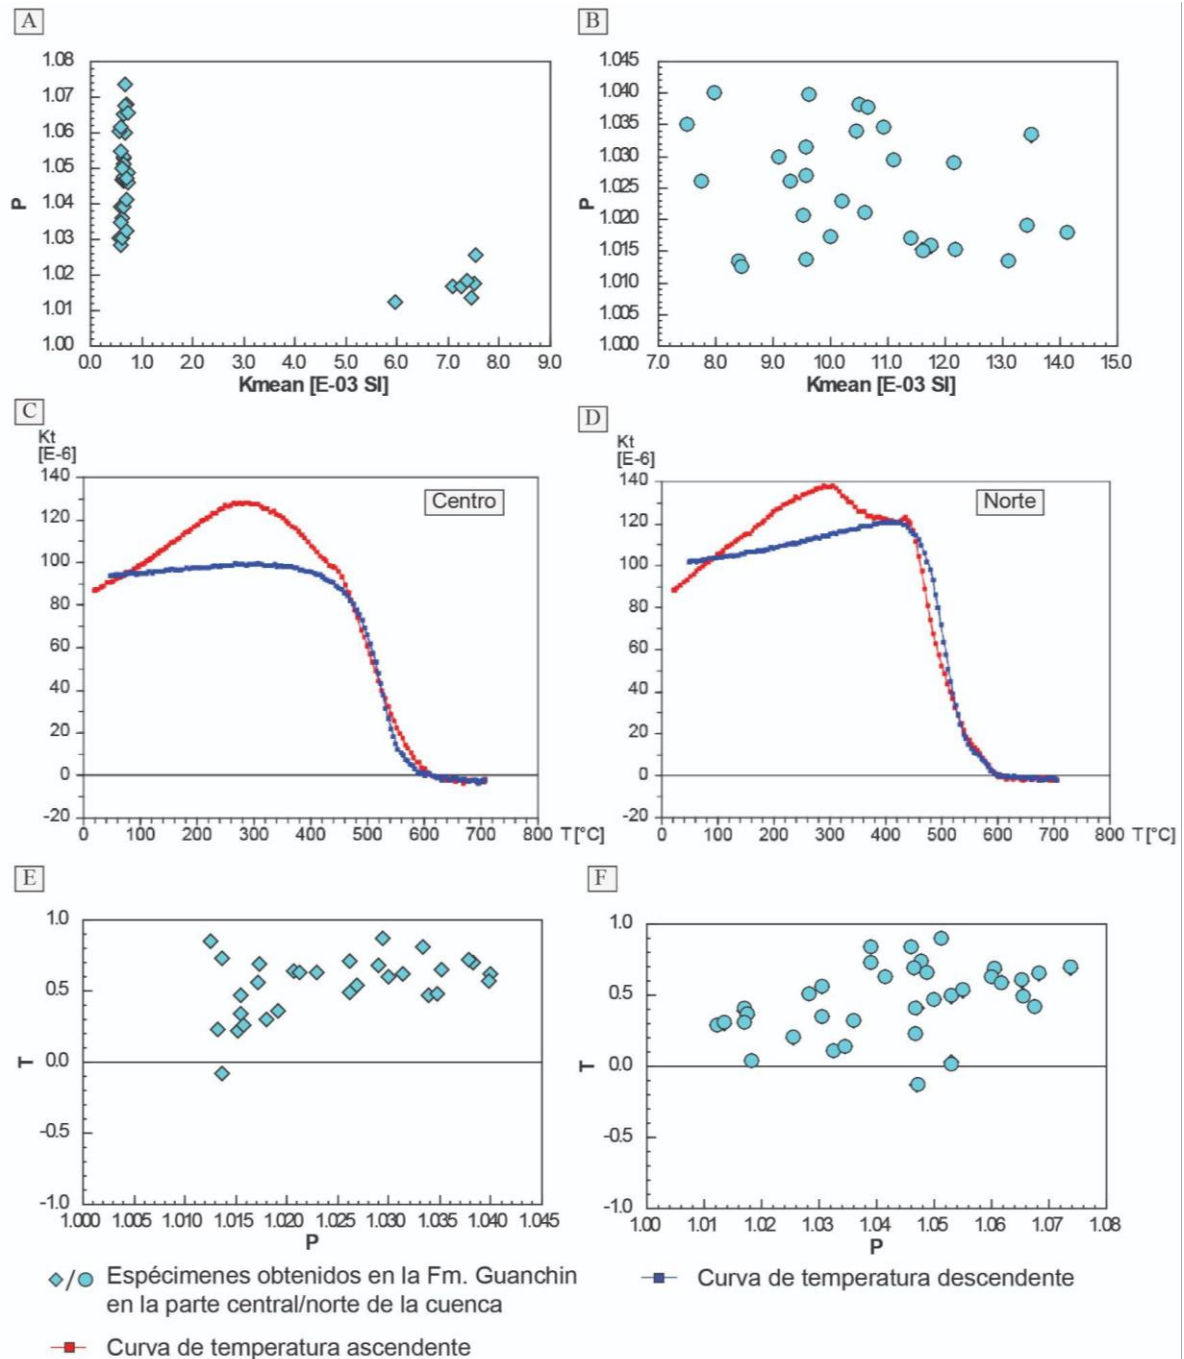 A
1.08
1.07
1.06
1.05
1.04
1.03
1.02
1.01
1.00
P
0.0 1.0 2.0 3.0 4.0 5.0 6.0 7.0 8.0 9.0
Kmean [E-03 SI]
B
1.045
1.040
1.035
1.030
1.025
1.020
1.015
1.010
1.005
1.000
P
7.0 8.0 9.0 10.0 11.0 12.0 13.0 14.0 15.0
Kmean [E-03 SI]
C
Kt
[E-6]
140
120
100
80
60
40
20
0
-20
Centro
0 100 200 300 400 500 600 700 800 T[°C]
D
Kt
[E-6]
140
120
100
80
60
40
20
0
-20
Norte
0 100 200 300 400 500 600 700 800 T[°C]
E
1.0
0.5
0.0
-0.5
-1.0
T
1.000 1.005 1.010 1.015 1.020 1.025 1.030 1.035 1.040 1.045
P
F
1.0
0.5
0.0
-0.5
-1.0
T
1.00 1.01 1.02 1.03 1.04 1.05 1.06 1.07 1.08
P
/ Espécimenes obtenidos en la Fm. Guanchin
en la parte central/norte de la cuenca
Curva de temperatura descendente
Curva de temperatura ascendente